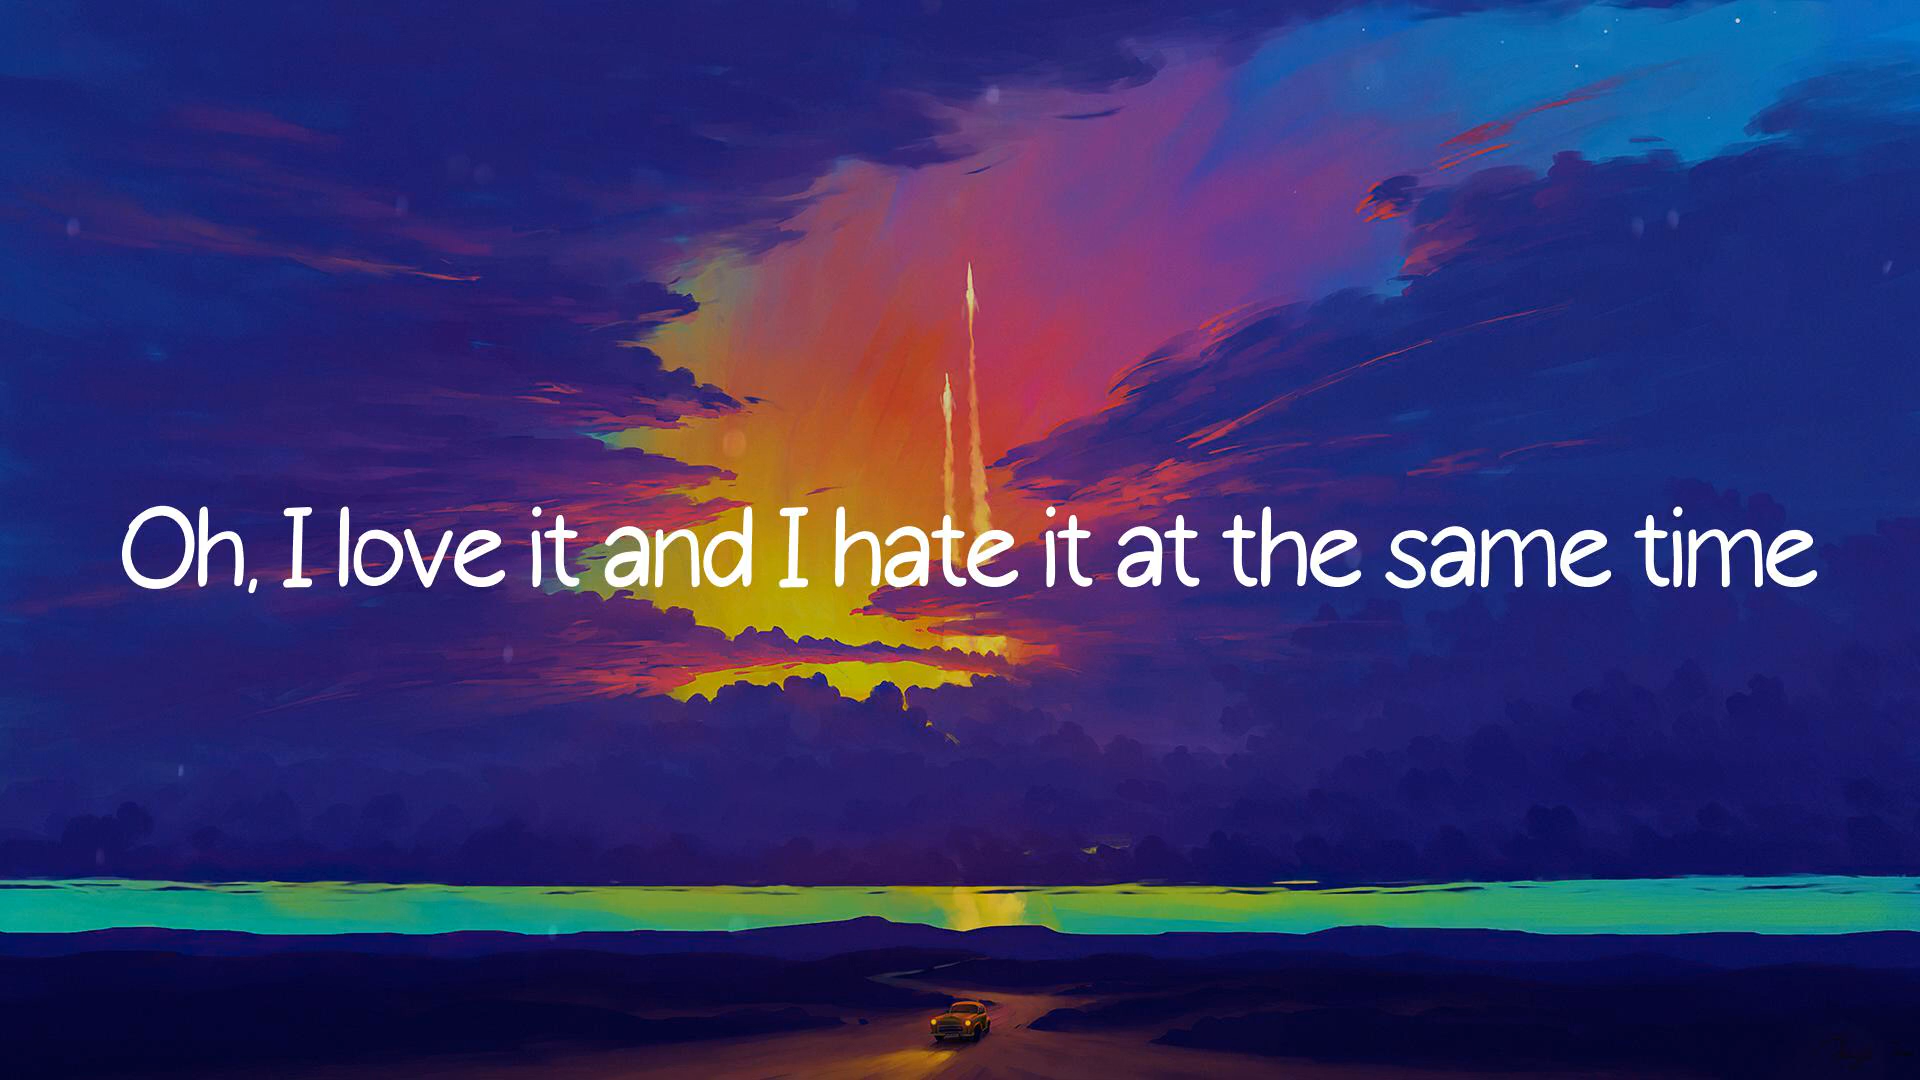 Oh, I love it and I hate it at the same time